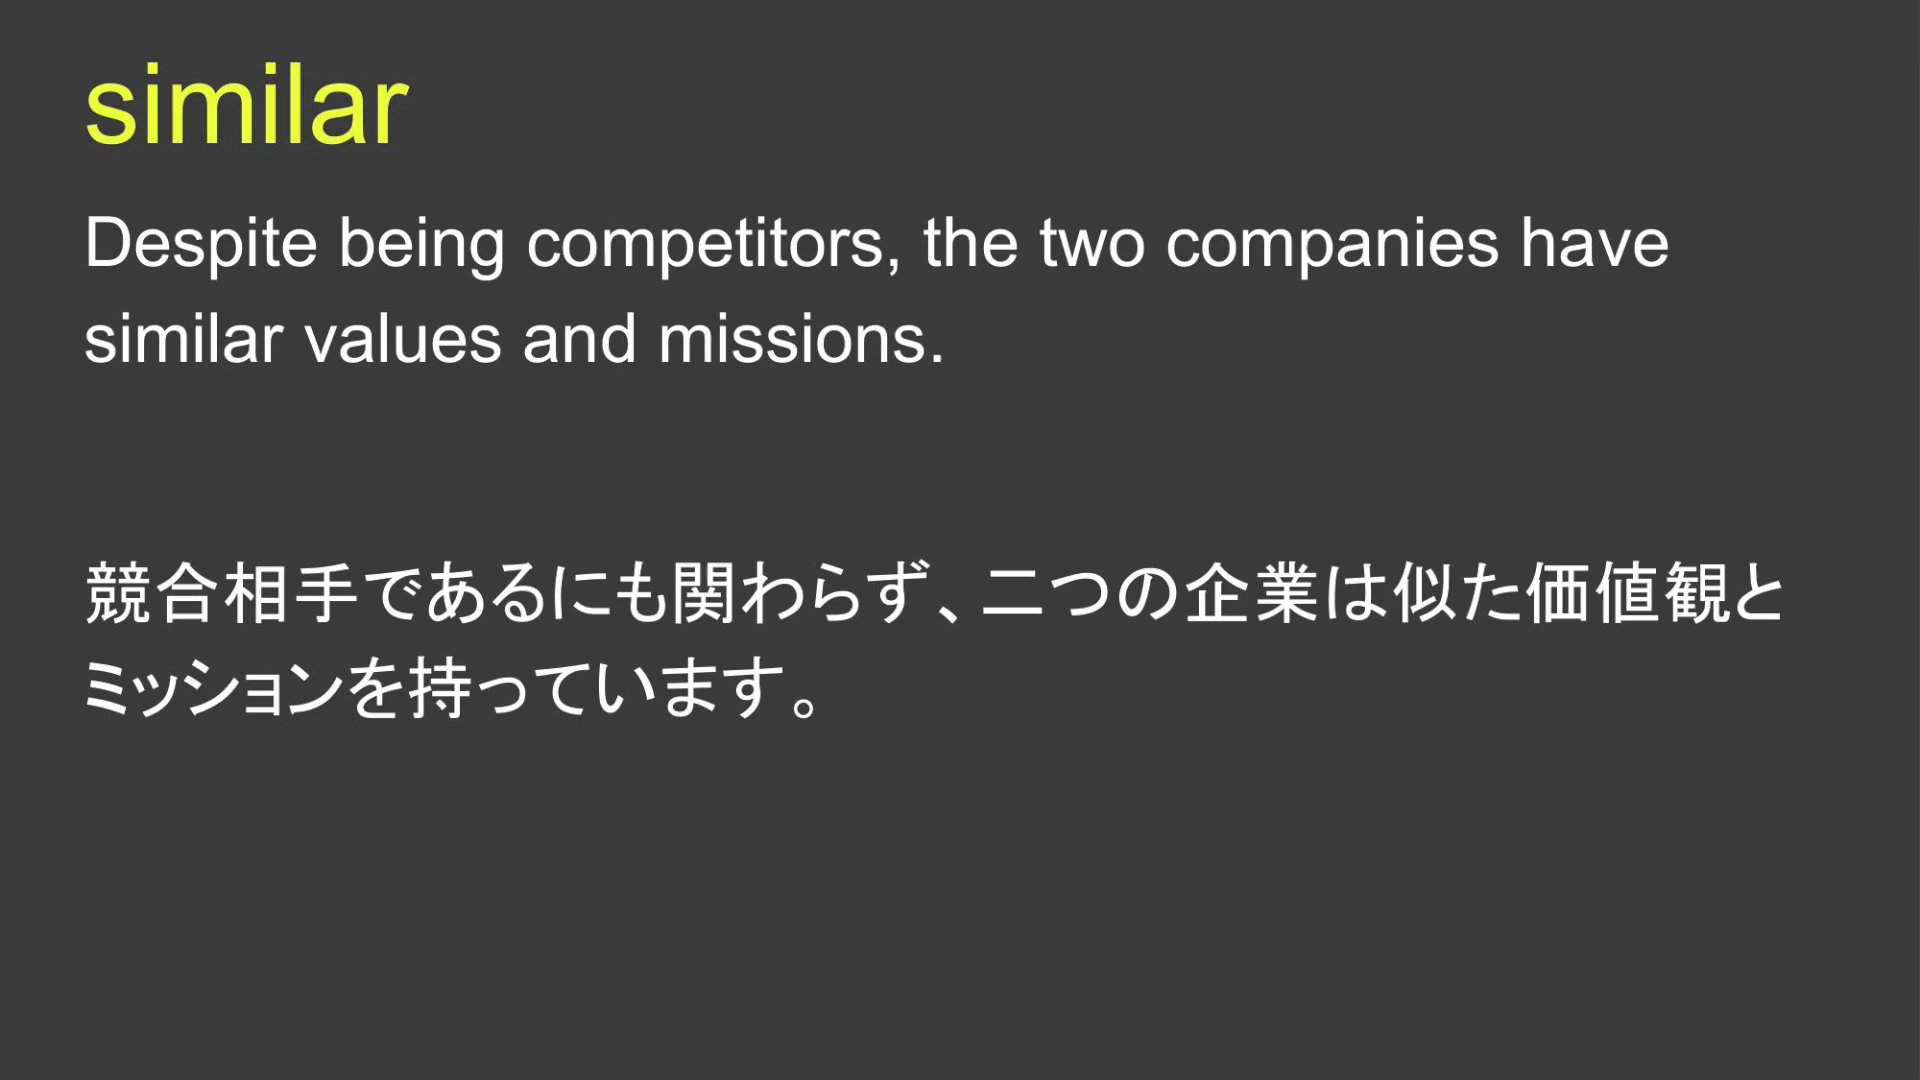 similar
Despite being competitors, the two companies have
similar values and missions.
競合相手であるにも関わらず、二つの企業は似た価値観と
ミッションを持っています。